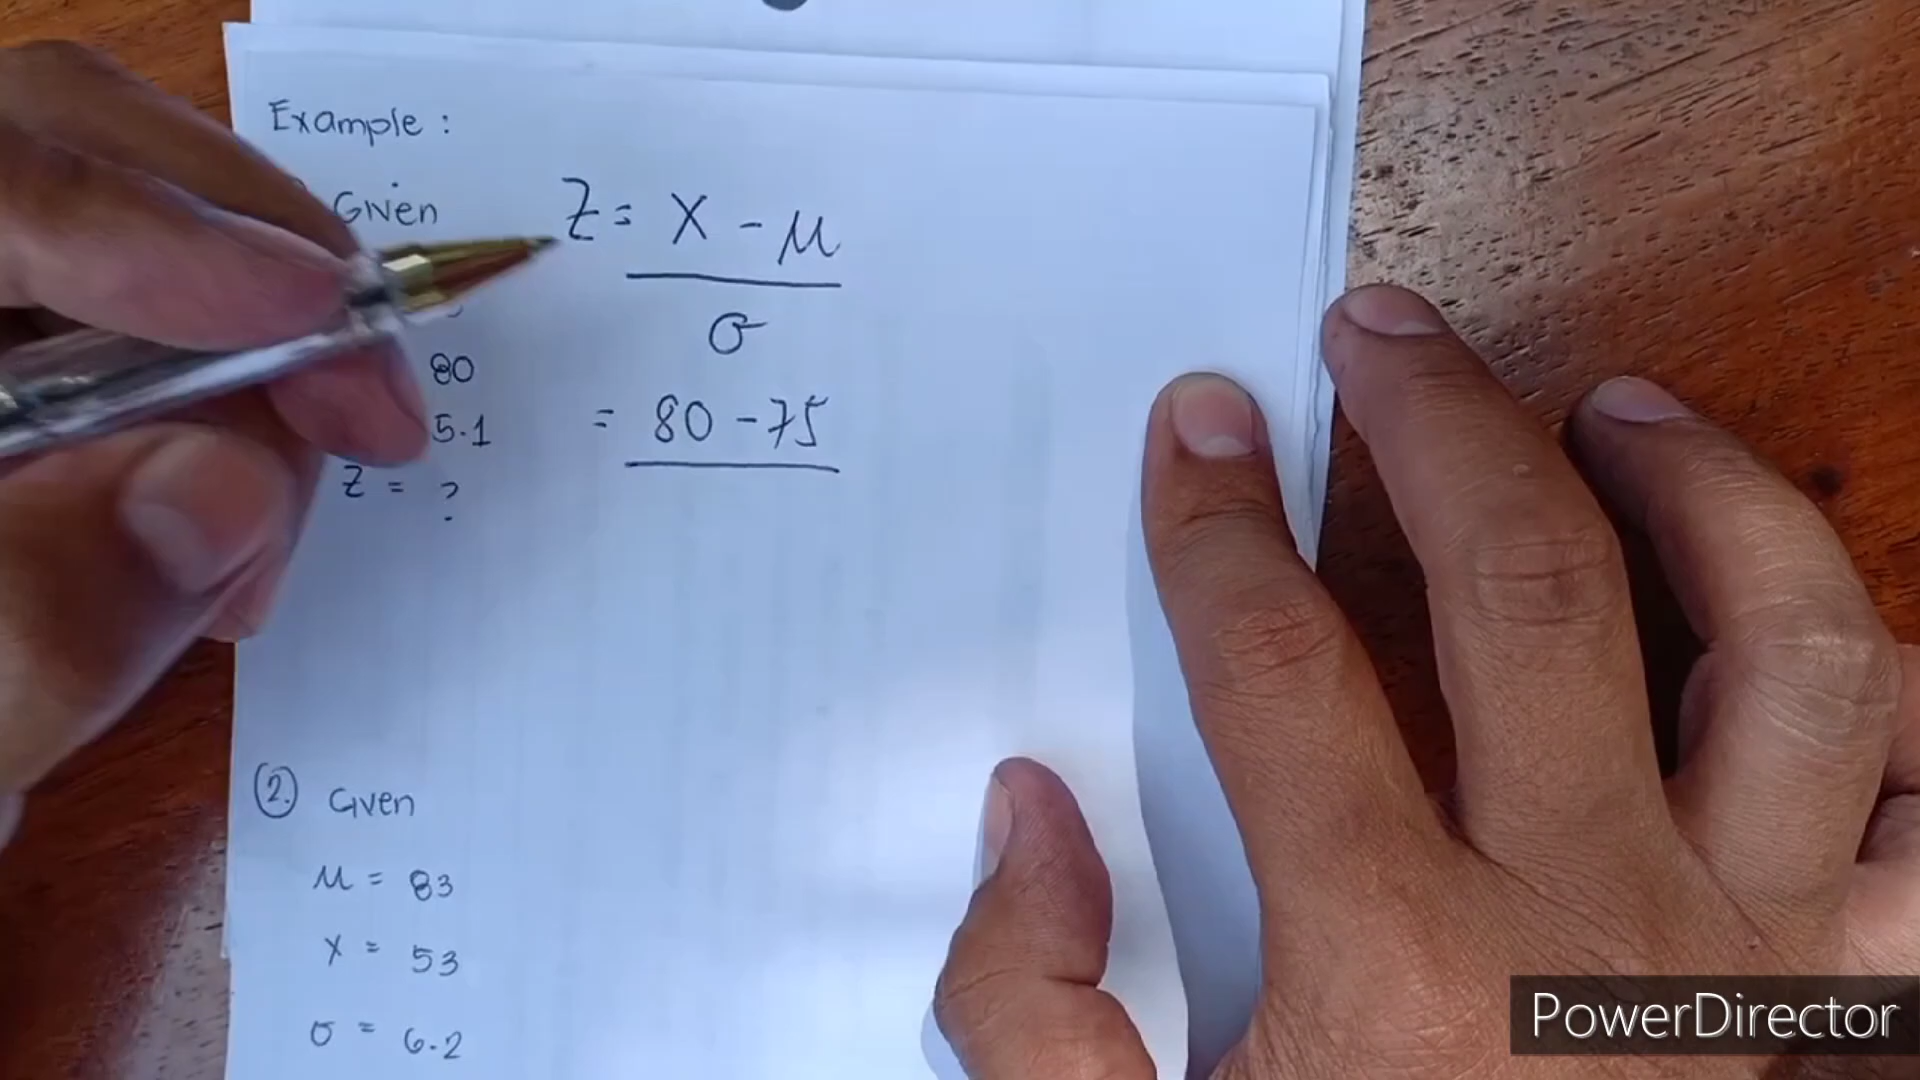 Example :
Given
Z = X - μ
σ
80
= 80 - 75
5.1
Z = ?
2. Given
μ = 83
X = 53
σ = 6.2
PowerDirector